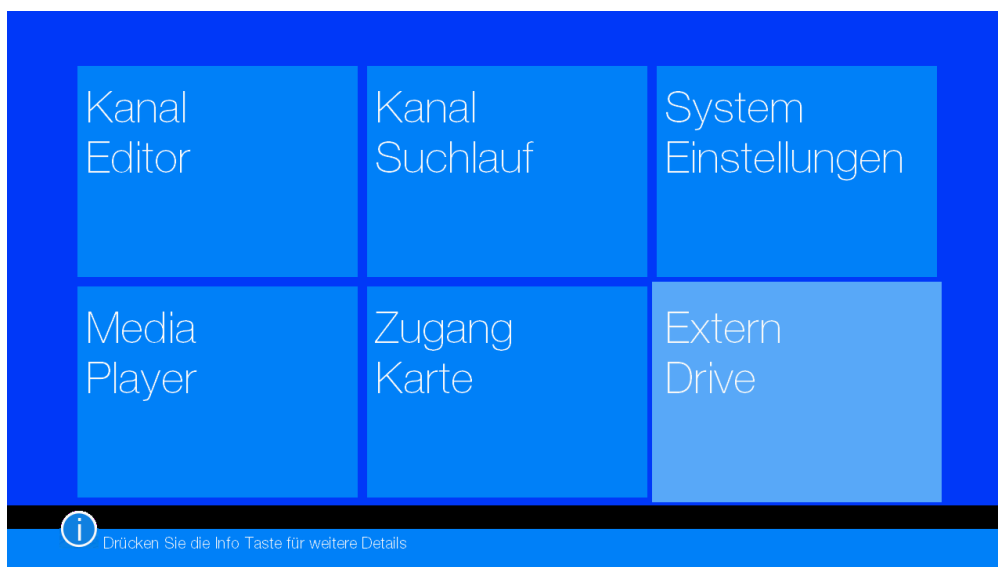 Kanal
Editor
Kanal
Suchlauf
System
Einstellungen
Media
Player
Zugang
Karte
Extern
Drive
i
Drücken Sie die Info Taste für weitere Details